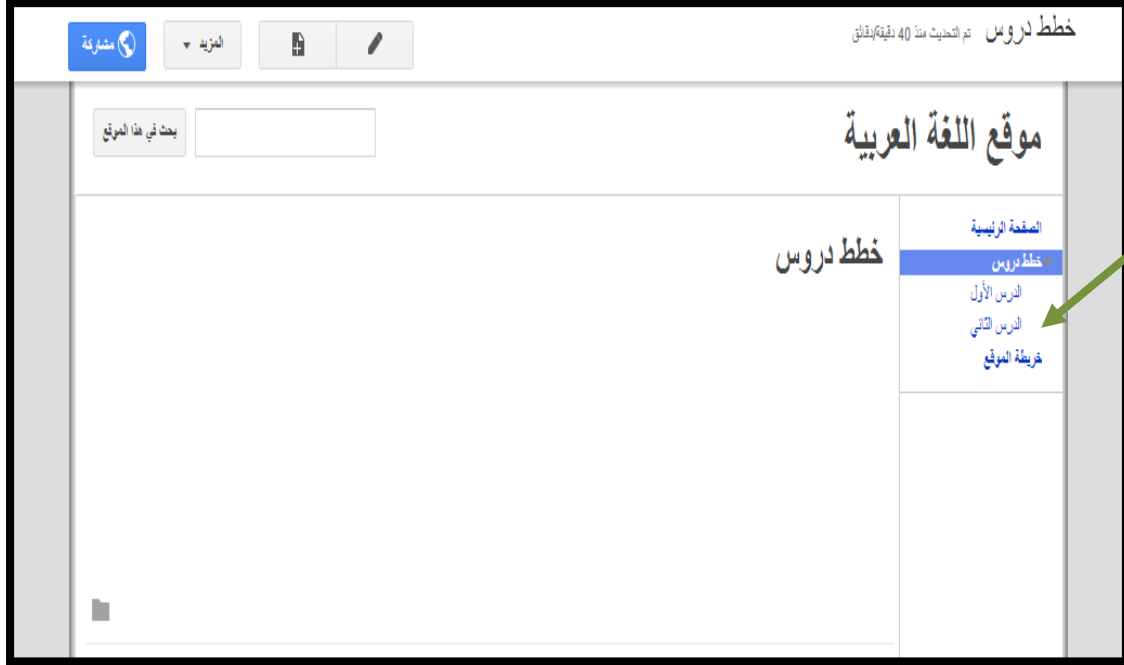 خطط دروس تم التحديث منذ 40 دقيقة/دقائق
المزيد
مشاركة
موقع اللغة العربية
بحث في هذا الموقع
الصفحة الرئيسية
خطط دروس
الدرس الأول
الدرس الثاني
خريطة الموقع
خطط دروس